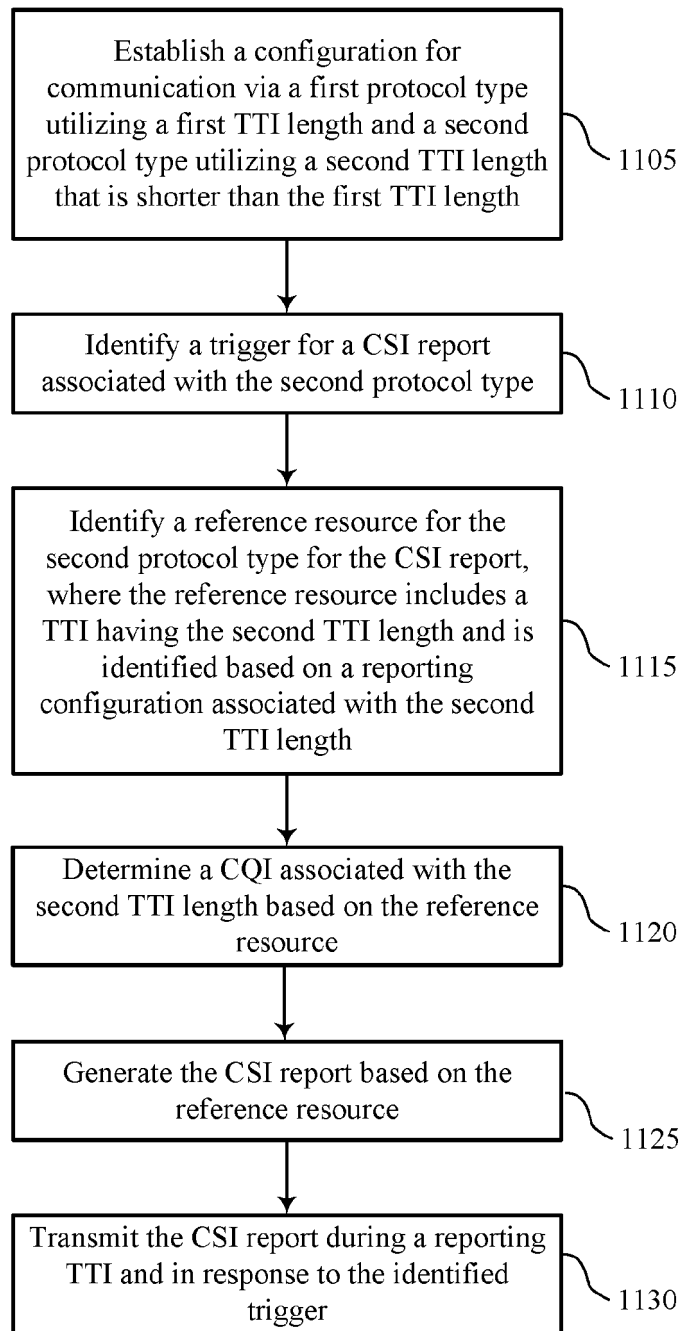 Establish a configuration for
communication via a first protocol type
utilizing a first TTI length and a second
protocol type utilizing a second TTI length
that is shorter than the first TTI length
1105
Identify a trigger for a CSI report
associated with the second protocol type
1110
Identify a reference resource for the
second protocol type for the CSI report,
where the reference resource includes a
TTI having the second TTI length and is
identified based on a reporting
configuration associated with the second
TTI length
1115
Determine a CQI associated with the
second TTI length based on the reference
resource
1120
Generate the CSI report based on the
reference resource
1125
Transmit the CSI report during a reporting
TTI and in response to the identified
trigger
1130